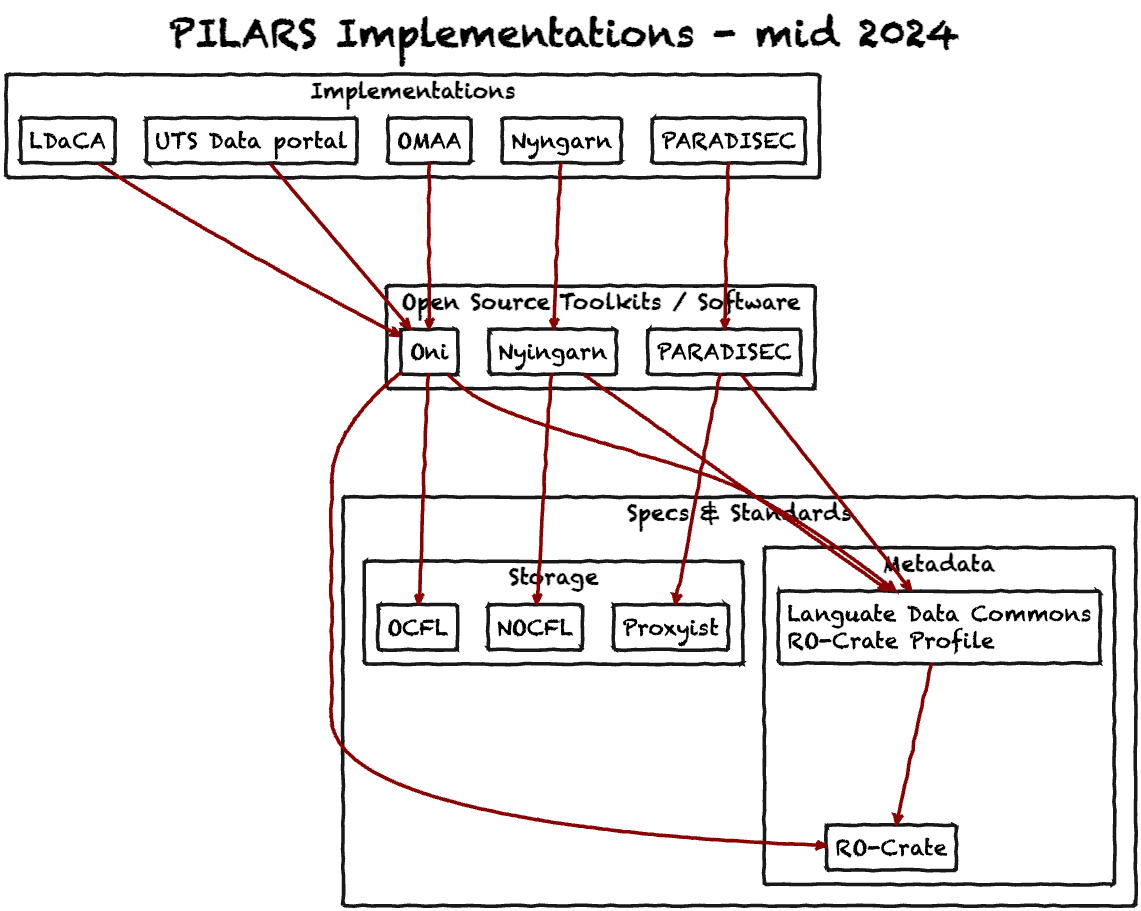 PILARS Implementations - mid 2024
Implementations
LDaCA
UTS Data portal
OMAA
Nyngarn
PARADISEC
Open Source Toolkits / Software
Oni
Nyingarn
PARADISEC
Specs & Standards
Storage
OCFL
NOCFL
Proxyist
Metadata
Languate Data Commons
RO-Crate Profile
RO-Crate